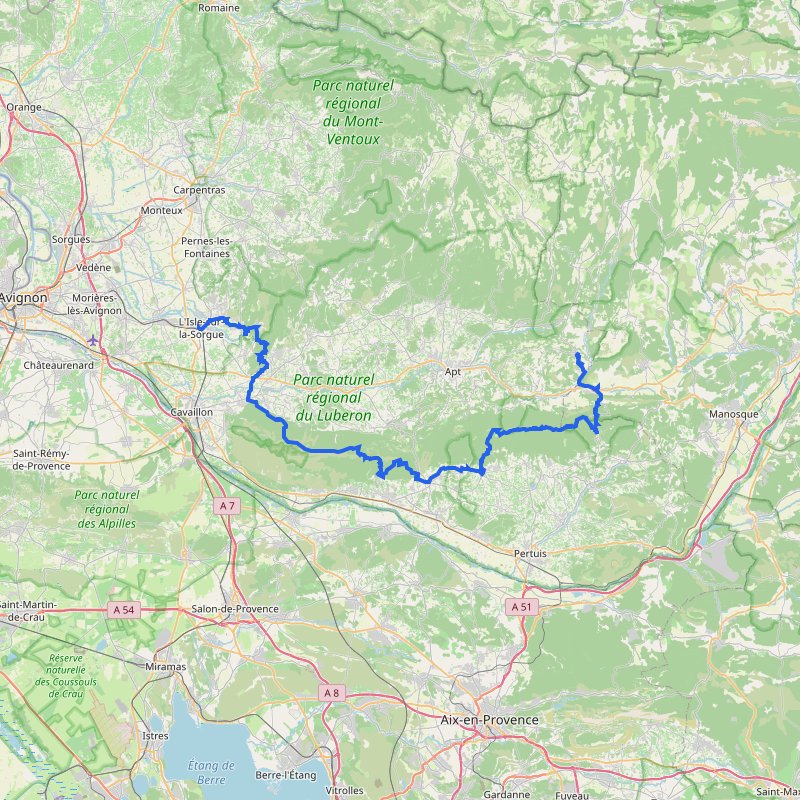 Romaine
Parc naturel
régional
du Mont-
Ventoux
Orange
Carpentras
Monteux
Sorgues
Pernes-les-
Fontaines
Vedène
Avignon
Morières-
lès-Avignon
L'Isle-sur-
la-Sorgue
Châteaurenard
Apt
Parc naturel
régional
du Luberon
Cavaillon
Manosque
Saint-Rémy-
de-Provence
Parc naturel
régional
des Alpilles
A 7
Pertuis
Saint-Martin-
de-Crau
A 54
Salon-de-Provence
A 51
Réserve
naturelle
des Coussouls
de Crau
Miramas
A 8
Aix-en-Provence
Istres
Étang de
Berre
Berre-l'Étang
Vitrolles
Gardanne
Fuveau
Saint-Max